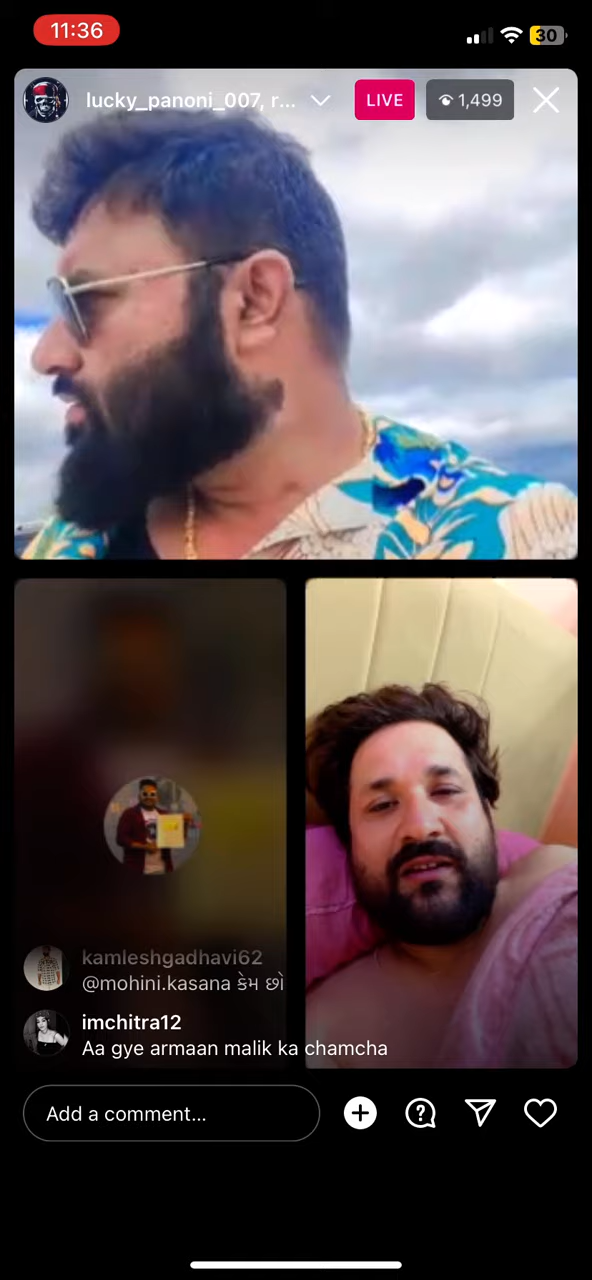 11:36
30
lucky_panoni_007, r...
LIVE
1,499
kamleshgadhavi62
@mohini.kasana કેમ છો
imchitra12
Aa gye armaan malik ka chamcha
Add a comment...